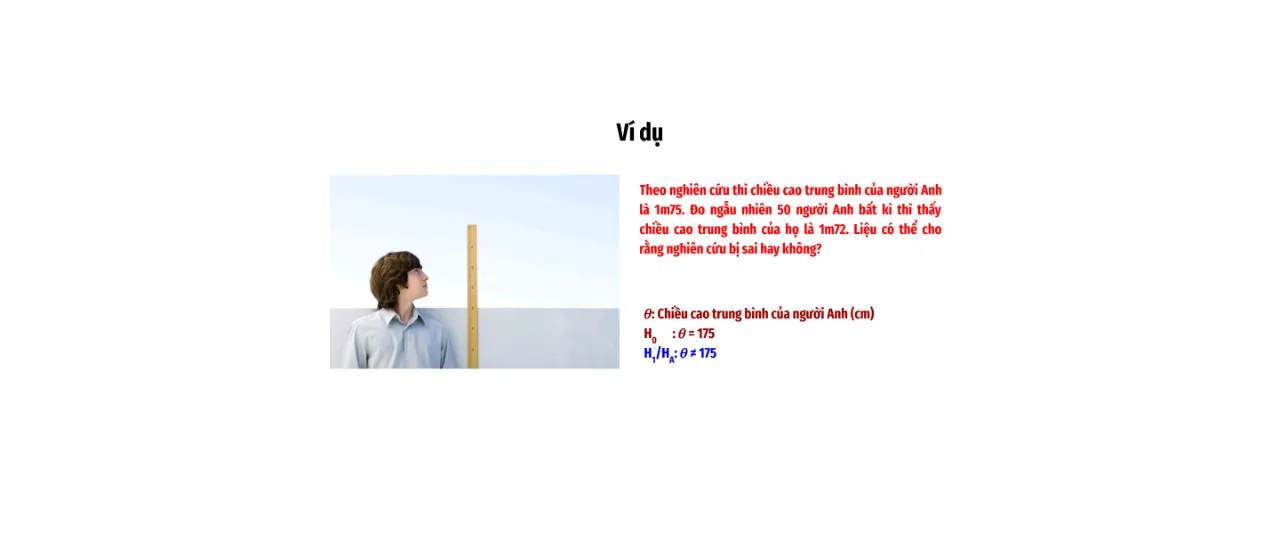 Ví dụ
Theo nghiên cứu thì chiều cao trung bình của người Anh
là 1m75. Đo ngẫu nhiên 50 người Anh bất kì thì thấy
chiều cao trung bình của họ là 1m72. Liệu có thể cho
rằng nghiên cứu bị sai hay không?
𝜃: Chiều cao trung bình của người Anh (cm)
H₀ : 𝜃 = 175
H₁/Hₐ: 𝜃 ≠ 175